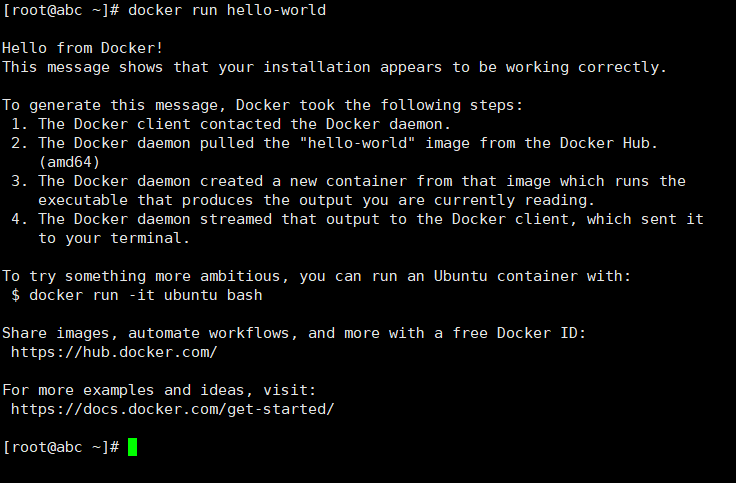 [root@abc ~]# docker run hello-world
Hello from Docker!
This message shows that your installation appears to be working correctly.
To generate this message, Docker took the following steps:
1. The Docker client contacted the Docker daemon.
2. The Docker daemon pulled the "hello-world" image from the Docker Hub.
(amd64)
3. The Docker daemon created a new container from that image which runs the
executable that produces the output you are currently reading.
4. The Docker daemon streamed that output to the Docker client, which sent it
to your terminal.
To try something more ambitious, you can run an Ubuntu container with:
$ docker run -it ubuntu bash
Share images, automate workflows, and more with a free Docker ID:
https://hub.docker.com/
For more examples and ideas, visit:
https://docs.docker.com/get-started/
[root@abc ~]#